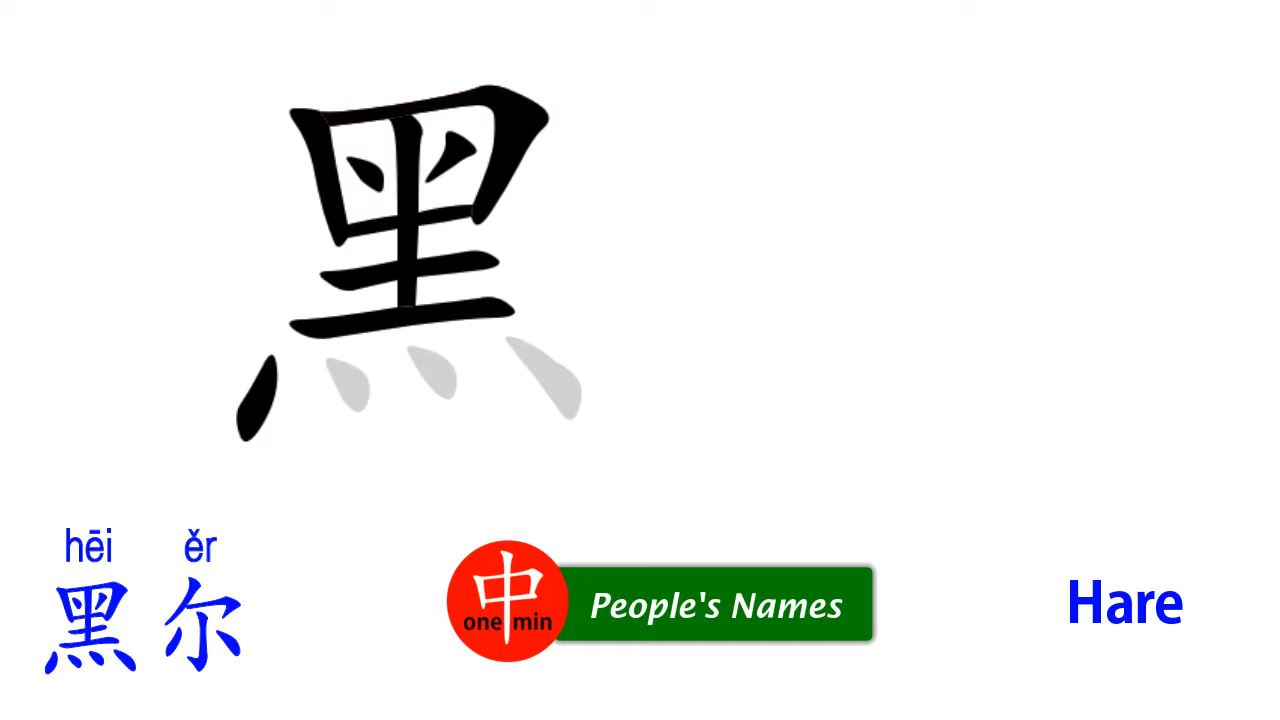 黑
hēi ěr
黑 尔
中
one min
People's Names
Hare